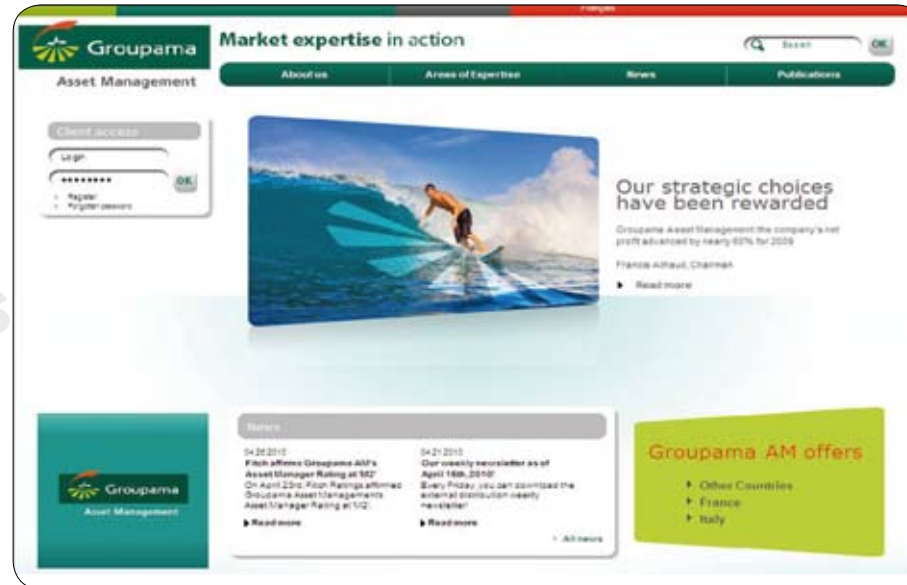 Français
Groupama
Asset Management
Market expertise in action
Search
OK
About us
Areas of Expertise
News
Publications
Client access
Login
OK
Register
Forgotten password
Our strategic choices
have been rewarded
Groupama Asset Management the company's net
profit advanced by nearly 60% for 2009
Francis Ailhaud, Chairman
Read more
Groupama
Asset Management
News
04.26.2010
Fitch affirms Groupama AM's
Asset Manager Rating at 'M2'
On April 23rd, Fitch Ratings affirmed
Groupama Asset Managements
Asset Manager Rating at 'M2'.
Read more
04.21.2010
Our weekly newsletter as of
April 16th, 2010!
Every Friday, you can download the
external distribution weekly
newsletter
Read more
All news
Groupama AM offers
Other Countries
France
Italy